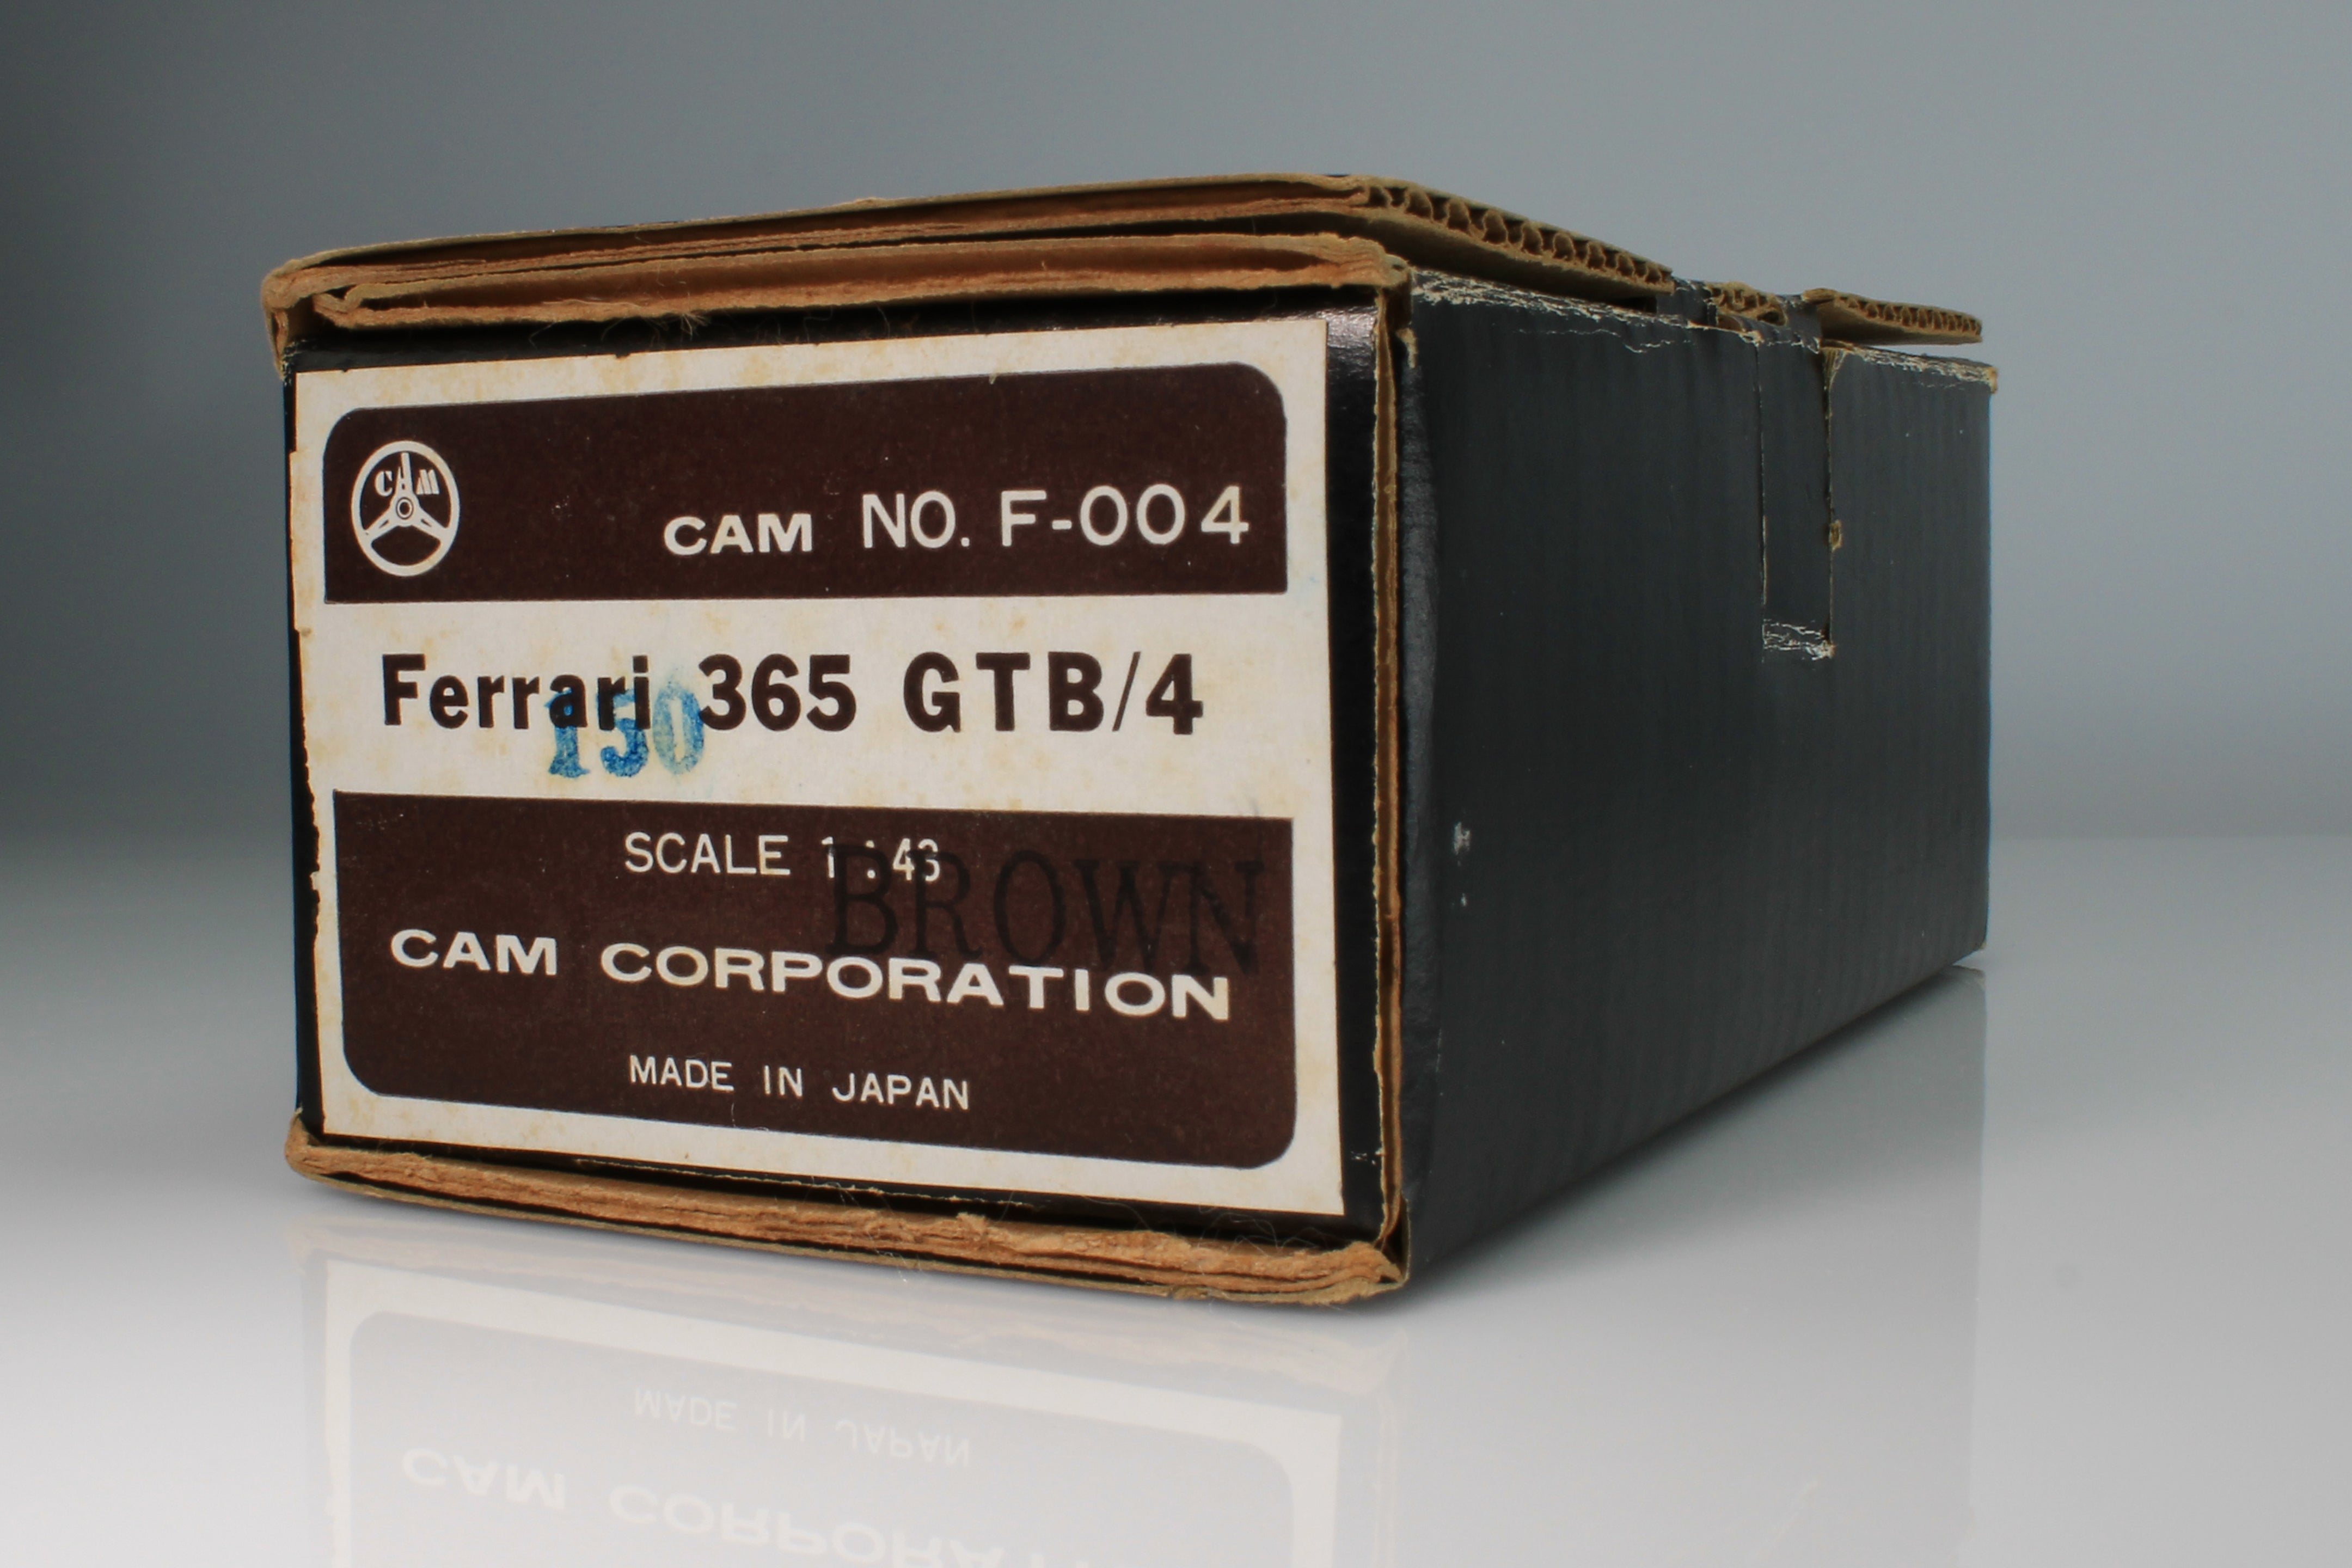 CAM
CAM NO. F-004
Ferrari 365 GTB/4
150
SCALE 1:43
BROWN
CAM CORPORATION
MADE IN JAPAN